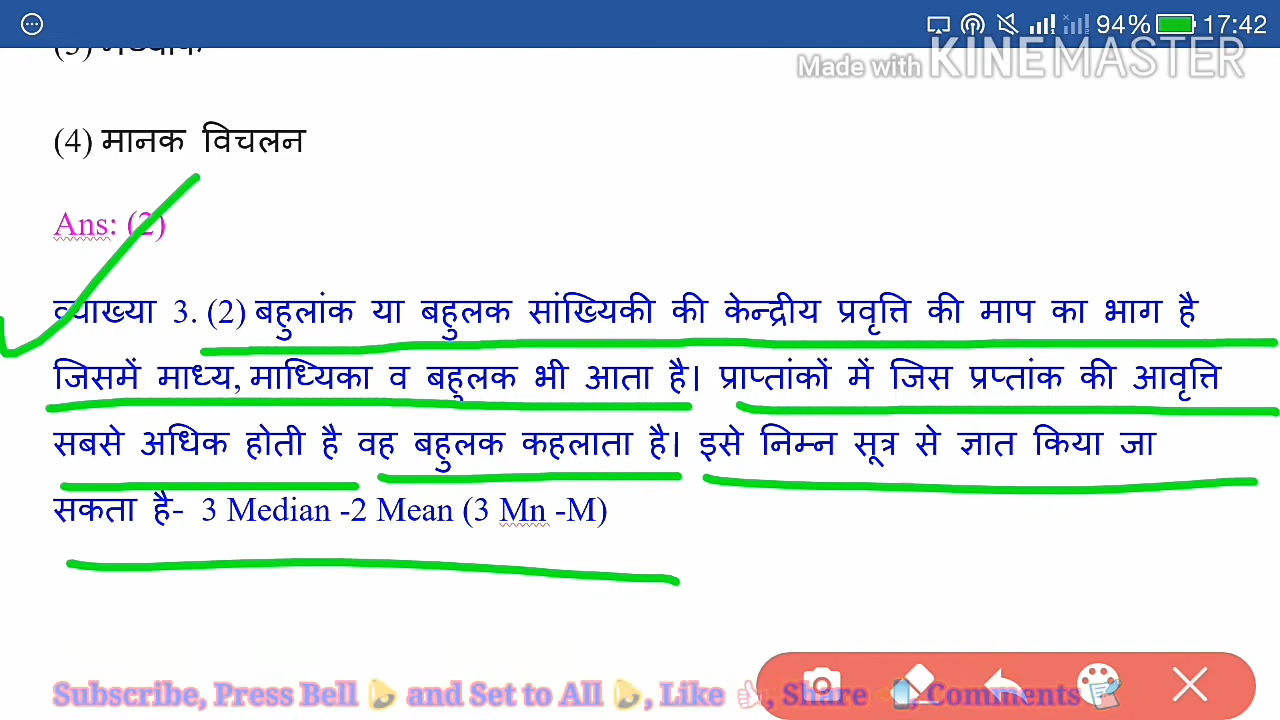 94% 17:42
Made with KINEMASTER
(4) मानक विचलन
Ans: (2)
व्याख्या 3. (2) बहुलांक या बहुलक सांख्यिकी की केन्द्रीय प्रवृत्ति की माप का भाग है
जिसमें माध्य, माध्यिका व बहुलक भी आता है। प्राप्तांकों में जिस प्रप्तांक की आवृत्ति
सबसे अधिक होती है वह बहुलक कहलाता है। इसे निम्न सूत्र से ज्ञात किया जा
सकता है- 3 Median -2 Mean (3 Mn -M)
Subscribe, Press Bell and Set to All , Like , Share , Comments